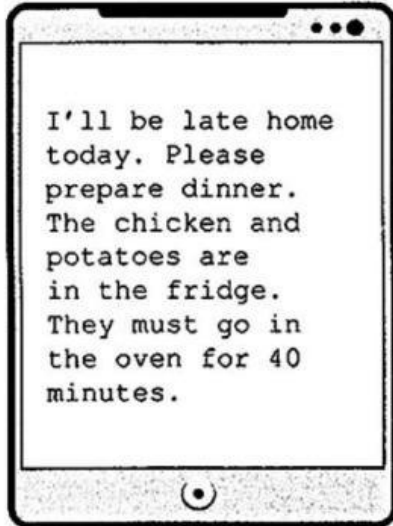 I'll be late home
today. Please
prepare dinner.
The chicken and
potatoes are
in the fridge.
They must go in
the oven for 40
minutes.